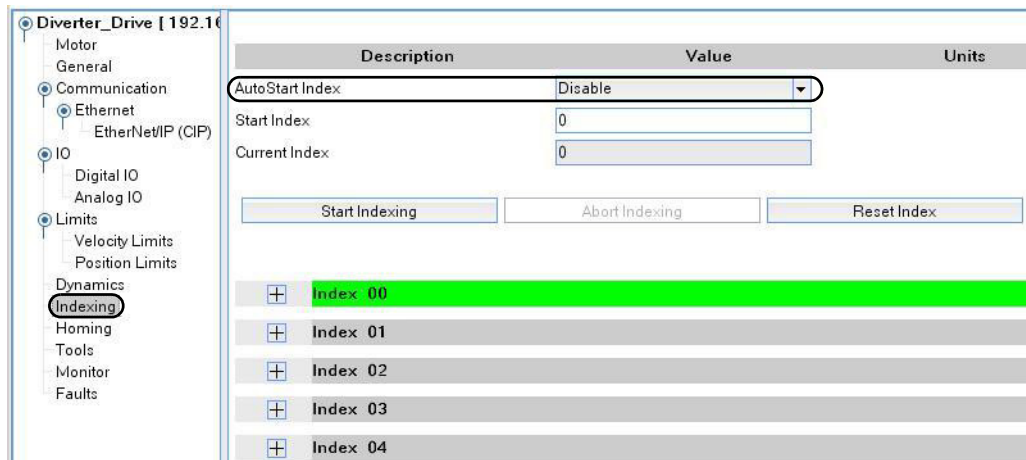 Diverter_Drive [ 192.16
Motor
General
Communication
Ethernet
EtherNet/IP (CIP)
IO
Digital IO
Analog IO
Limits
Velocity Limits
Position Limits
Dynamics
Indexing
Homing
Tools
Monitor
Faults
Description Value Units
AutoStart Index Disable
Start Index 0
Current Index 0
Start Indexing Abort Indexing Reset Index
Index 00
Index 01
Index 02
Index 03
Index 04